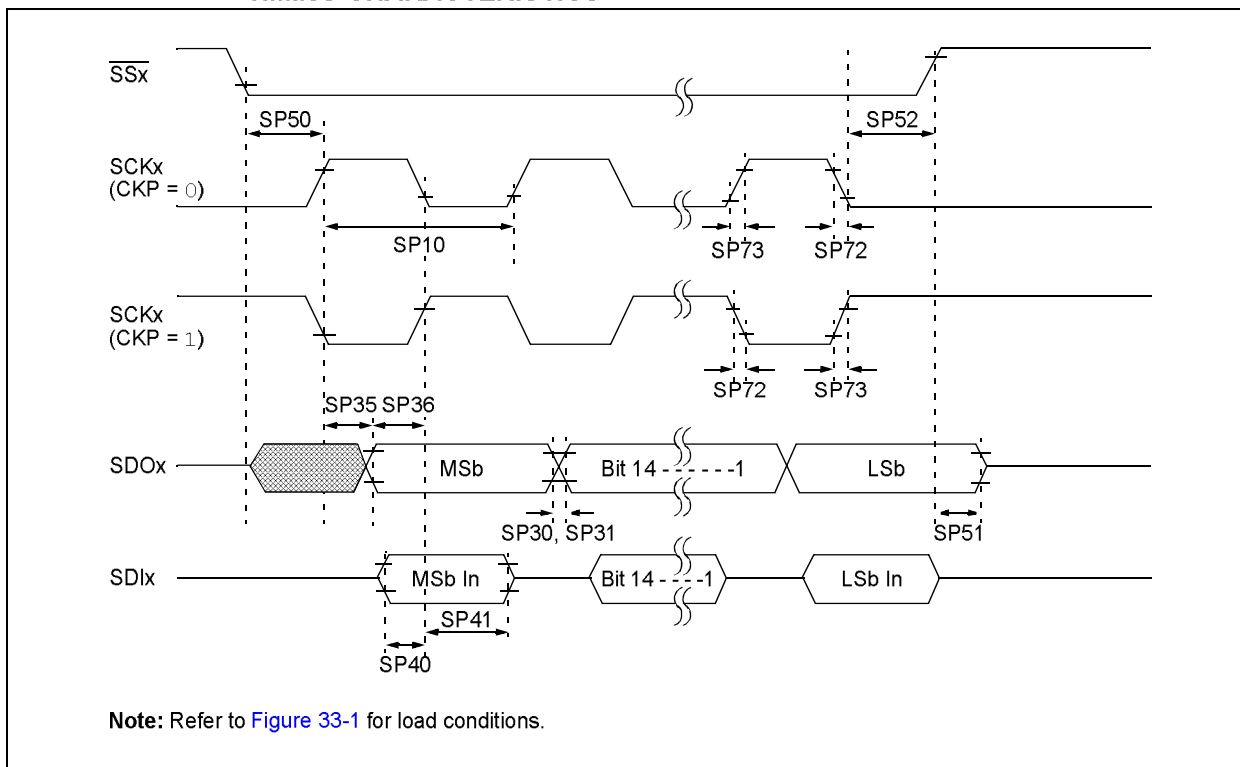 SSx
SP50
SP52
SCKx
(CKP = 0)
SP10
SP73
SP72
SCKx
(CKP = 1)
SP72
SP73
SP35 SP36
SDOx
MSb
Bit 14 - - - - - -1
LSb
SP30, SP31
SP51
SDIx
MSb In
Bit 14 - - - - -1
LSb In
SP41
SP40
Note: Refer to Figure 33-1 for load conditions.